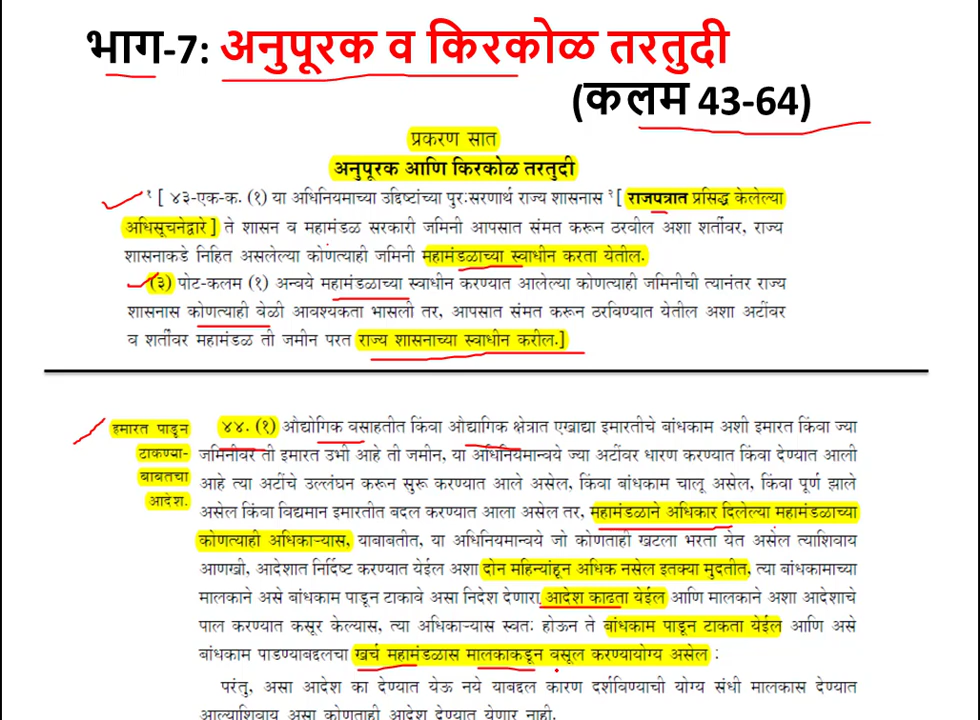 भाग-7: अनुपूरक व किरकोळ तरतुदी
(कलम 43-64)
प्रकरण सात
अनुपूरक आणि किरकोळ तरतुदी
१ [ ४३-एक-क. (१) या अधिनियमाच्या उद्दिष्टांच्या पुर:सरणार्थ राज्य शासनास २ [ राजपत्रात प्रसिद्ध केलेल्या
अधिसूचनेद्वारे ] ते शासन व महामंडळ सरकारी जमिनी आपसात संमत करून ठरवील अशा शर्तींवर, राज्य
शासनाकडे निहित असलेल्या कोणत्याही जमिनी महामंडळाच्या स्वाधीन करता येतील.
(३) पोट-कलम (१) अन्वये महामंडळाच्या स्वाधीन करण्यात आलेल्या कोणत्याही जमिनीची त्यानंतर राज्य
शासनास कोणत्याही वेळी आवश्यकता भासली तर, आपसात संमत करून ठरविण्यात येतील अशा अटींवर
व शर्तींवर महामंडळ ती जमीन परत राज्य शासनाच्या स्वाधीन करील.]
इमारत पाडून
टाकण्या-
बाबतचा
आदेश.
४४. (१) औद्योगिक वसाहतीत किंवा औद्योगिक क्षेत्रात एखाद्या इमारतीचे बांधकाम अशी इमारत किंवा ज्या
जमिनीवर ती इमारत उभी आहे ती जमीन, या अधिनियमान्वये ज्या अटींवर धारण करण्यात किंवा देण्यात आली
आहे त्या अटींचे उल्लंघन करून सुरू करण्यात आले असेल, किंवा बांधकाम चालू असेल, किंवा पूर्ण झाले
असेल किंवा विद्यमान इमारतीत बदल करण्यात आला असेल तर, महामंडळाने अधिकार दिलेल्या महामंडळाच्या
कोणत्याही अधिकाऱ्यास, याबाबतीत, या अधिनियमान्वये जो कोणताही खटला भरता येत असेल त्याशिवाय
आणखी, आदेशात निर्दिष्ट करण्यात येईल अशा दोन महिन्यांहून अधिक नसेल इतक्या मुदतीत, त्या बांधकामाच्या
मालकाने असे बांधकाम पाडून टाकावे असा निदेश देणारा आदेश काढता येईल आणि मालकाने अशा आदेशाचे
पालन करण्यात कसूर केल्यास, त्या अधिकाऱ्यास स्वत: होऊन ते बांधकाम पाडून टाकता येईल आणि असे
बांधकाम पाडण्याबद्दलचा खर्च महामंडळास मालकाकडून वसूल करण्यायोग्य असेल :
परंतु, असा आदेश का देण्यात येऊ नये याबद्दल कारण दर्शविण्याची योग्य संधी मालकास देण्यात
आल्याशिवाय असा कोणताही आदेश देण्यात येणार नाही.